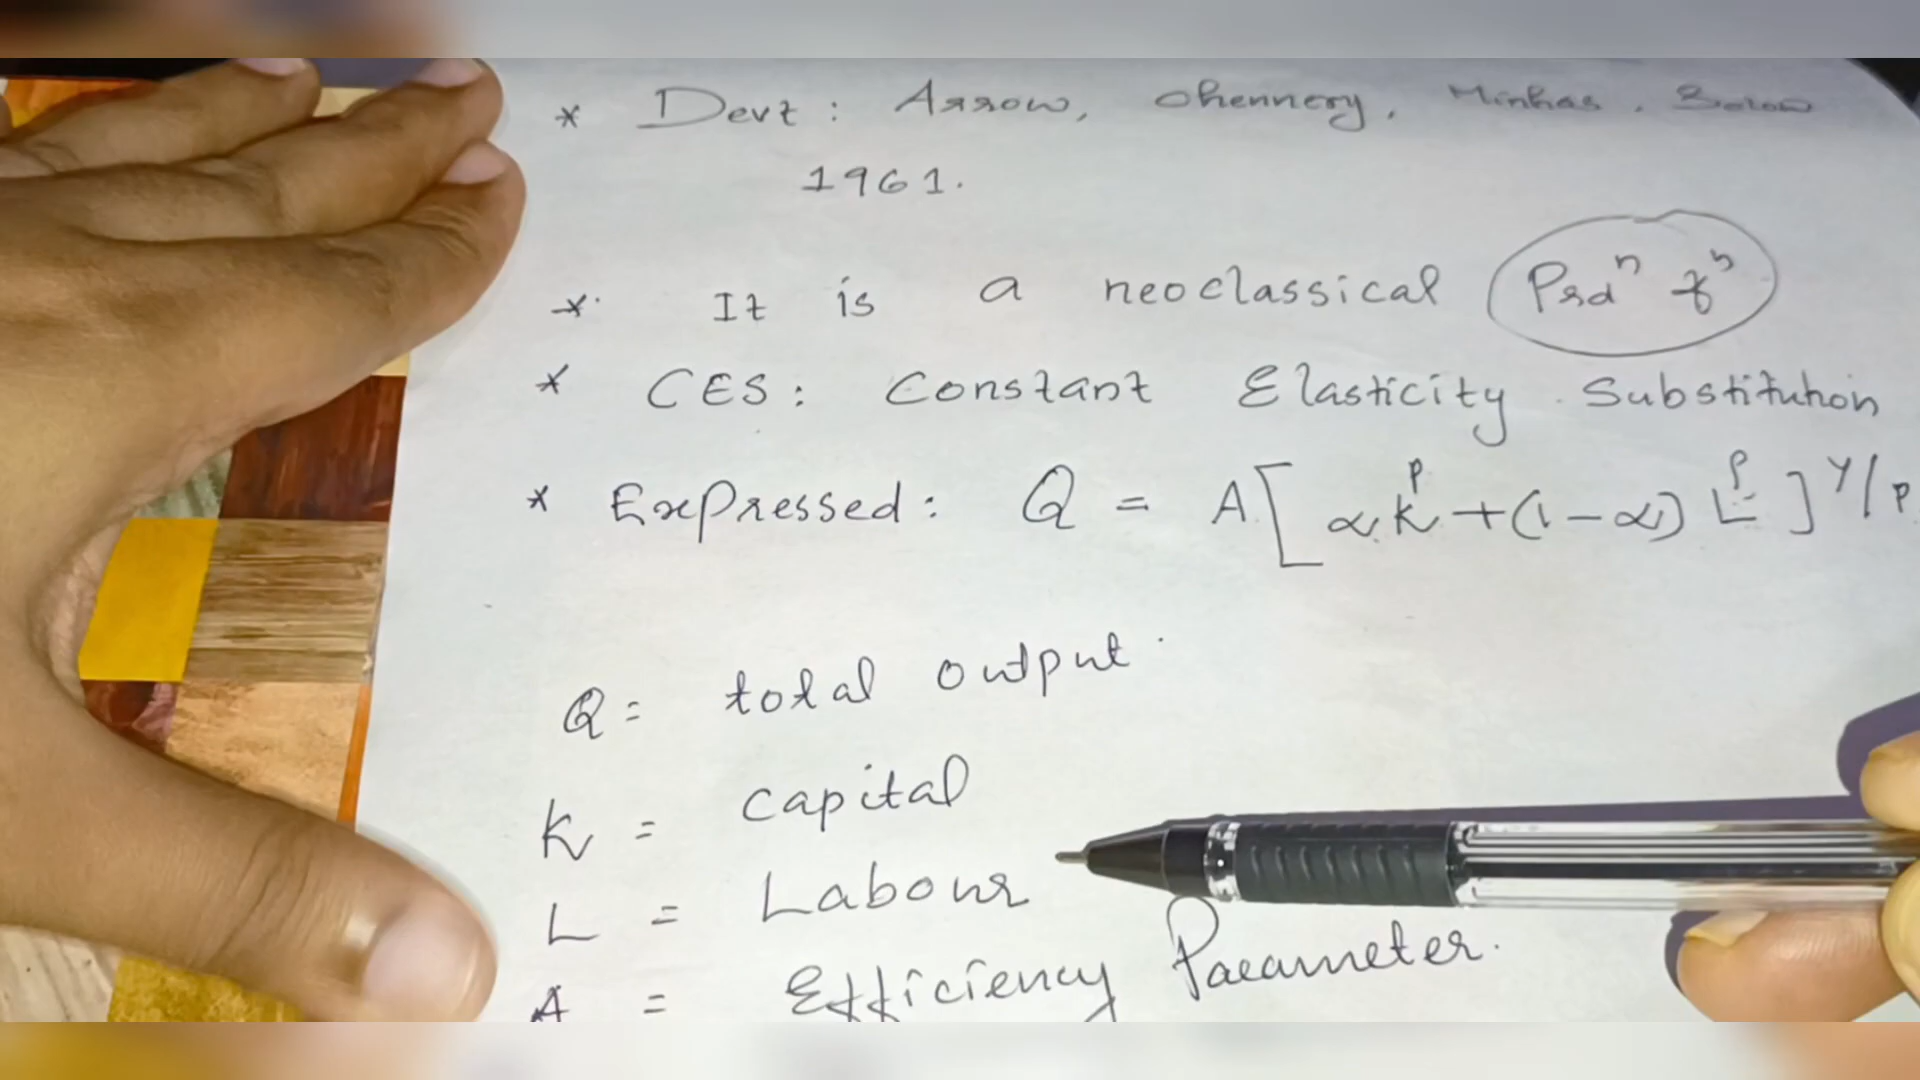 * Devt : Arrow, Chennery, Minhas, Solow
1961.
* It is a neoclassical Prdⁿ fⁿ
* CES : Constant Elasticity Substitution
* Expressed : Q = A[αK^ρ + (1-α) L^ρ]^γ/ρ
Q = total output
K = capital
L = Labour
A = Efficiency Parameter.